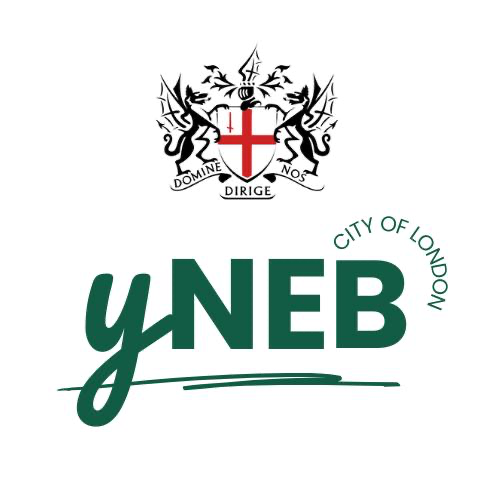 DOMINE DIRIGE NOS
CITY OF LONDON
yNEB